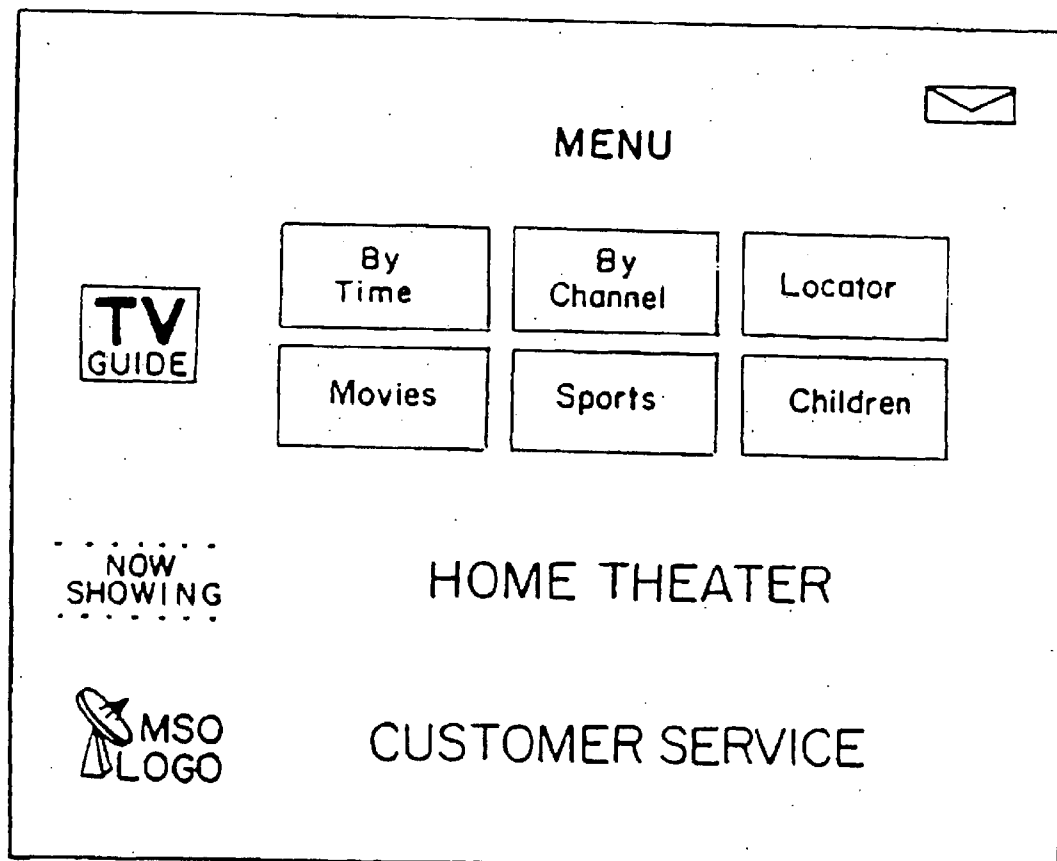 MENU
By
Time
By
Channel
Locator
TV
GUIDE
Movies
Sports
Children
NOW
SHOWING
HOME THEATER
MSO
LOGO
CUSTOMER SERVICE